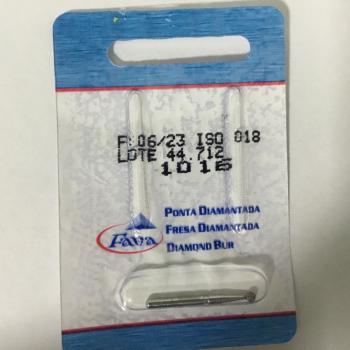 F:06/23 ISO 018
LOTE 44.712
1016
Fava
PONTA DIAMANTADA
FRESA DIAMANTADA
DIAMOND BUR